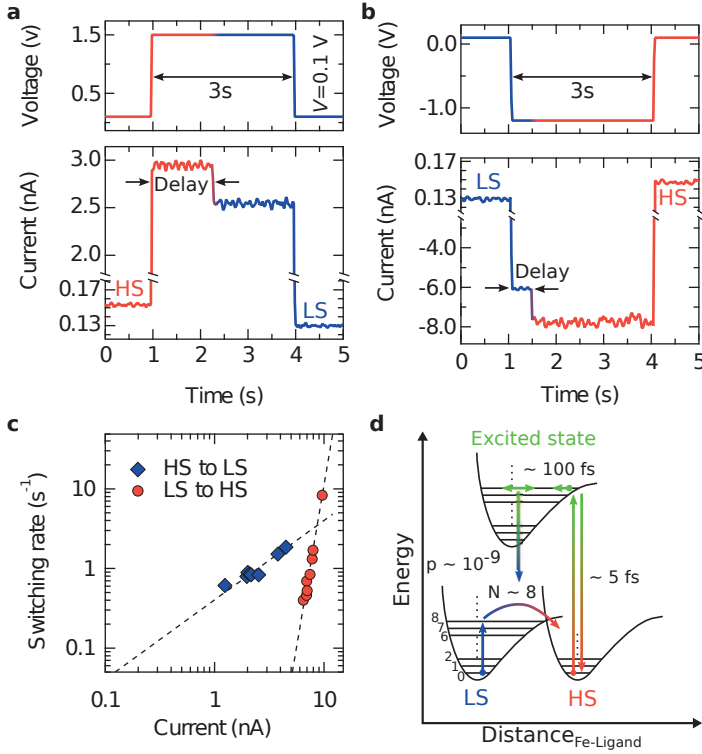 a
Voltage (v)
1.5
0.5
3s
V=0.1 V
Current (nA)
3.0
2.5
2.0
0.17
0.13
Delay
HS
LS
0 1 2 3 4 5
Time (s)
b
Voltage (V)
0.0
-1.0
3s
Current (nA)
0.17
0.13
-4.0
-6.0
-8.0
LS
HS
Delay
0 1 2 3 4 5
Time (s)
c
Switching rate (s-1)
10
1
0.1
HS to LS
LS to HS
0.1 1 10
Current (nA)
d
Energy
Excited state
~ 100 fs
p ~ 10-9
N ~ 8
~ 5 fs
8
7
6
2
1
0
LS
HS
DistanceFe-Ligand